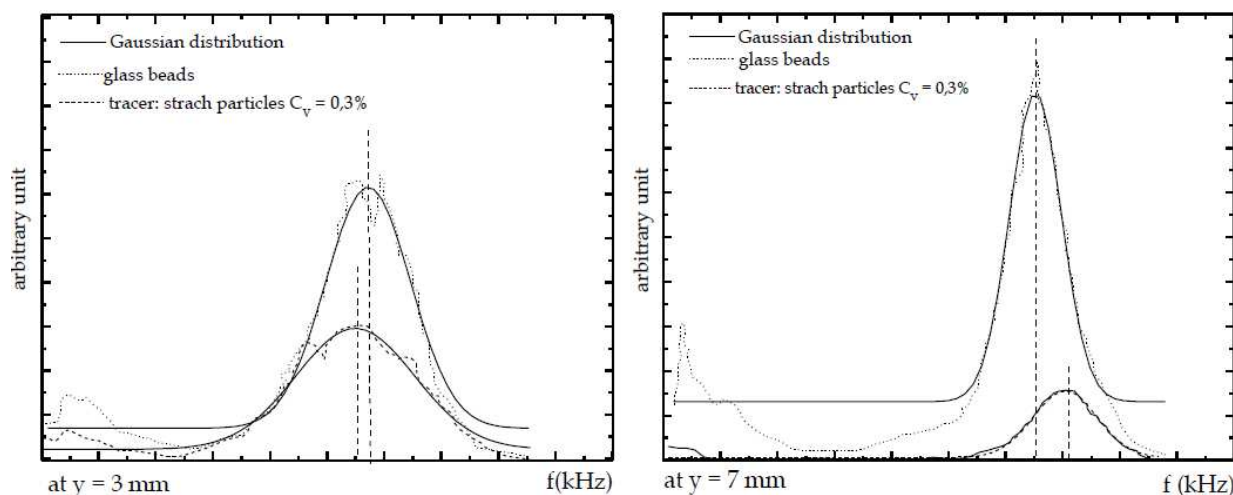 Gaussian distribution
glass beads
tracer: strach particles C_v = 0,3%
arbitrary unit
at y = 3 mm
f(kHz)
Gaussian distribution
glass beads
tracer: strach particles C_v = 0,3%
arbitrary unit
at y = 7 mm
f (kHz)